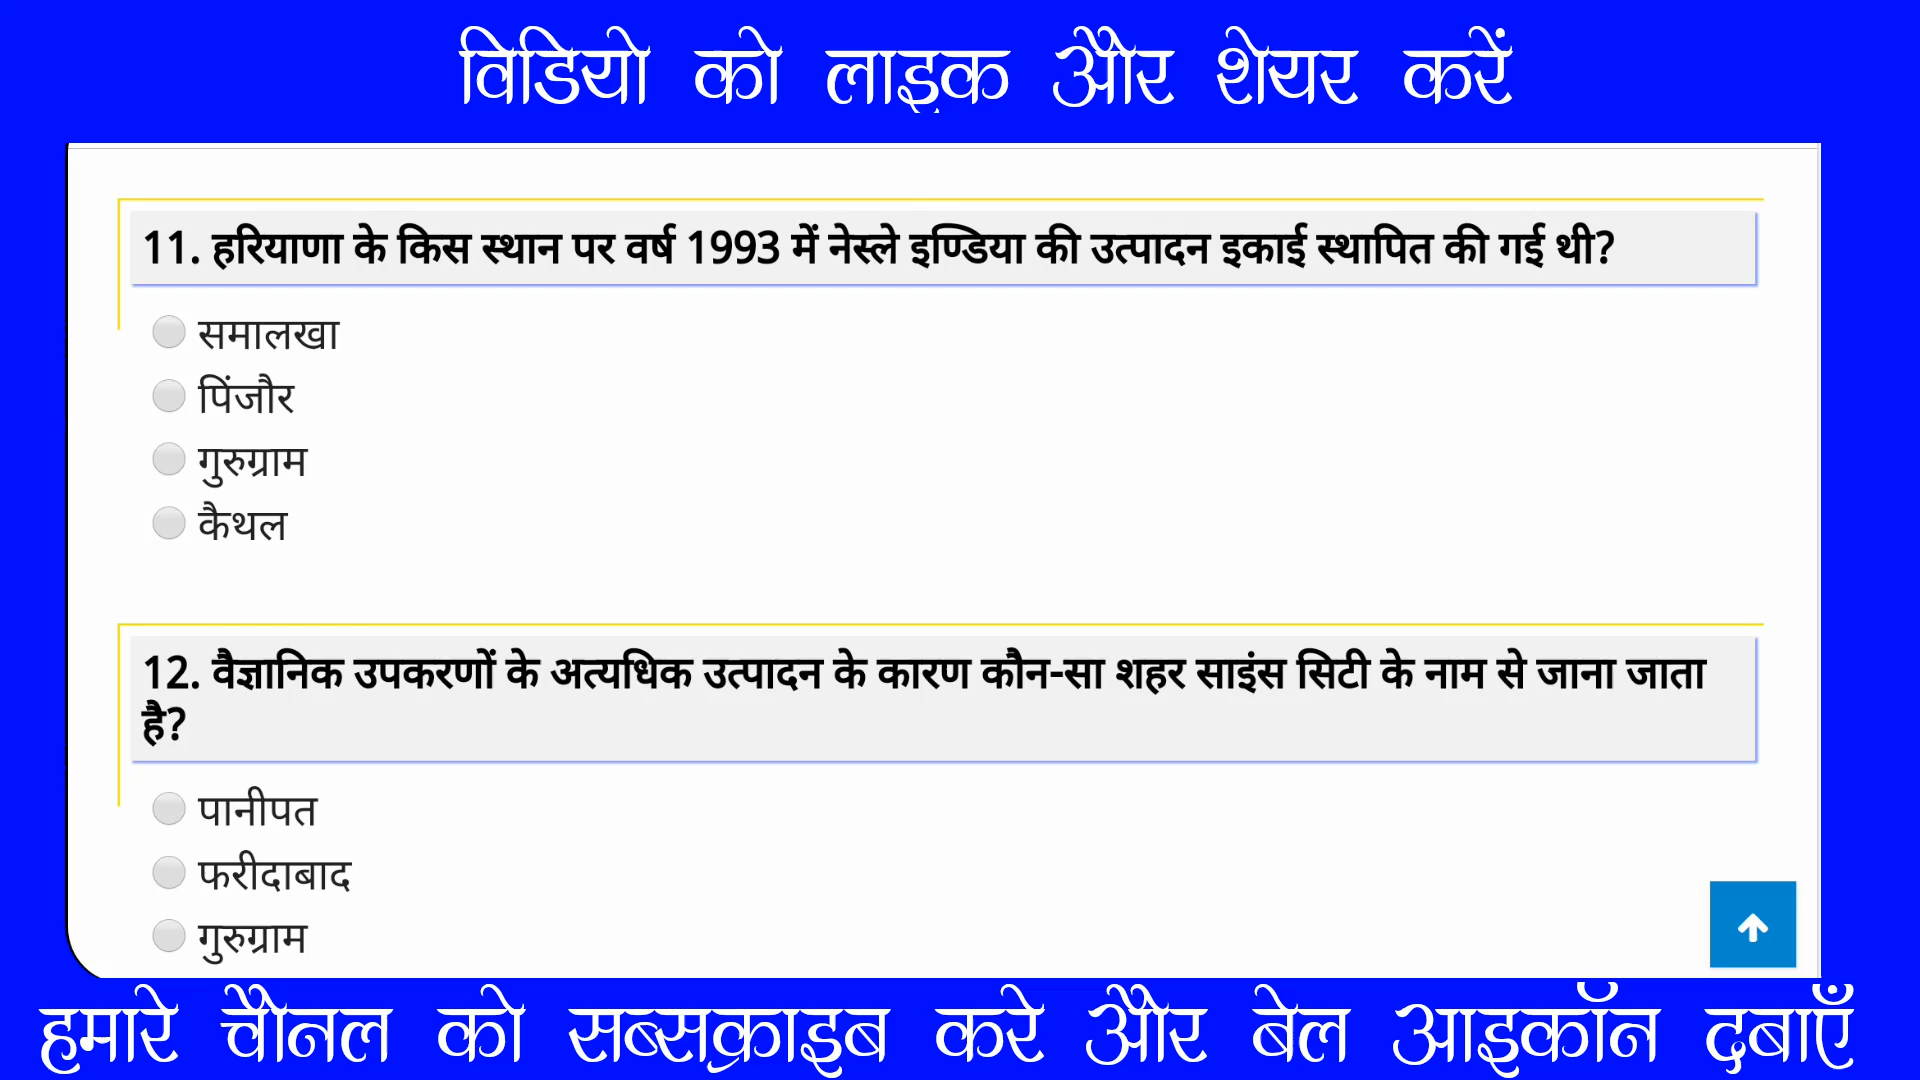 विडियो को लाइक और शेयर करें
11. हरियाणा के किस स्थान पर वर्ष 1993 में नेस्ले इण्डिया की उत्पादन इकाई स्थापित की गई थी?
समालखा
पिंजौर
गुरुग्राम
कैथल
12. वैज्ञानिक उपकरणों के अत्यधिक उत्पादन के कारण कौन-सा शहर साइंस सिटी के नाम से जाना जाता
है?
पानीपत
फरीदाबाद
गुरुग्राम
हमारे चैनल को सब्सक्राइब करे और बेल आइकॉन दबाएँ